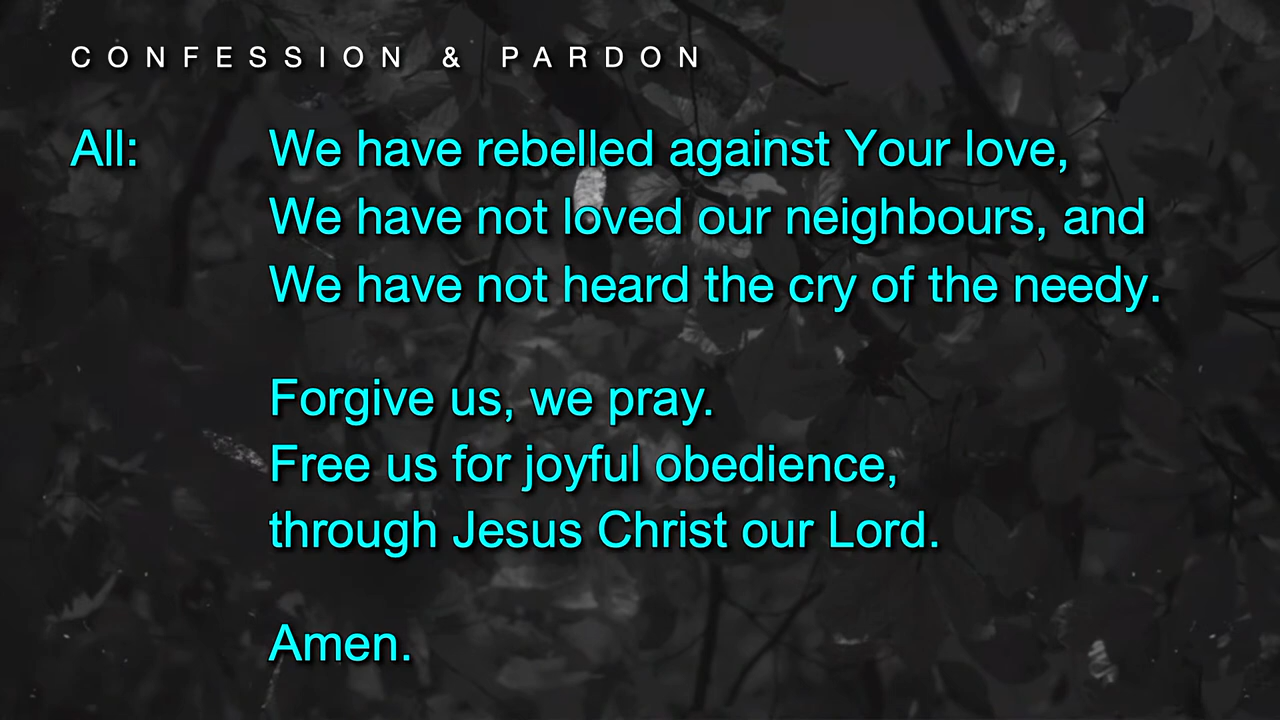 CONFESSION & PARDON
All: We have rebelled against Your love,
We have not loved our neighbours, and
We have not heard the cry of the needy.
Forgive us, we pray.
Free us for joyful obedience,
through Jesus Christ our Lord.
Amen.